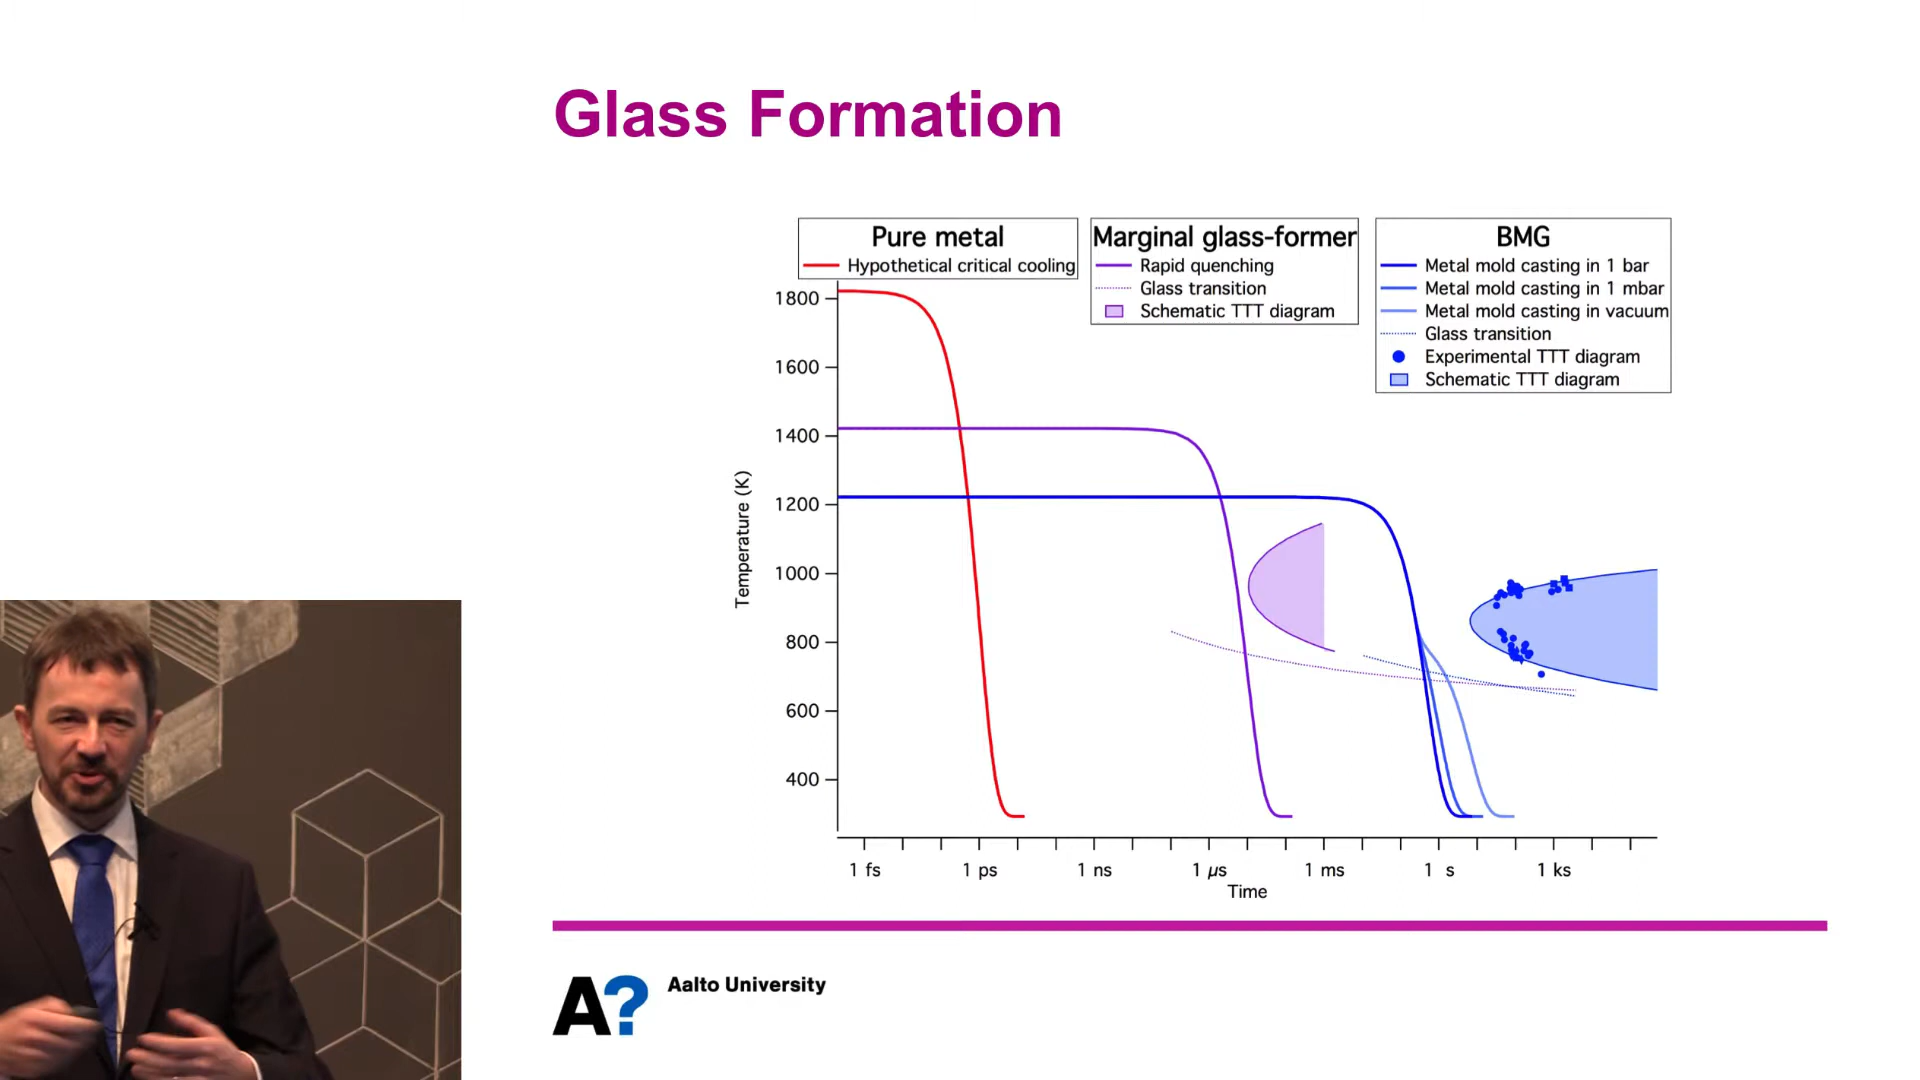 Glass Formation
Pure metal
Hypothetical critical cooling
Marginal glass-former
Rapid quenching
Glass transition
Schematic TTT diagram
BMG
Metal mold casting in 1 bar
Metal mold casting in 1 mbar
Metal mold casting in vacuum
Glass transition
Experimental TTT diagram
Schematic TTT diagram
Temperature (K)
1800
1600
1400
1200
1000
800
600
400
1 fs
1 ps
1 ns
1 µs
1 ms
1 s
1 ks
Time
A?
Aalto University